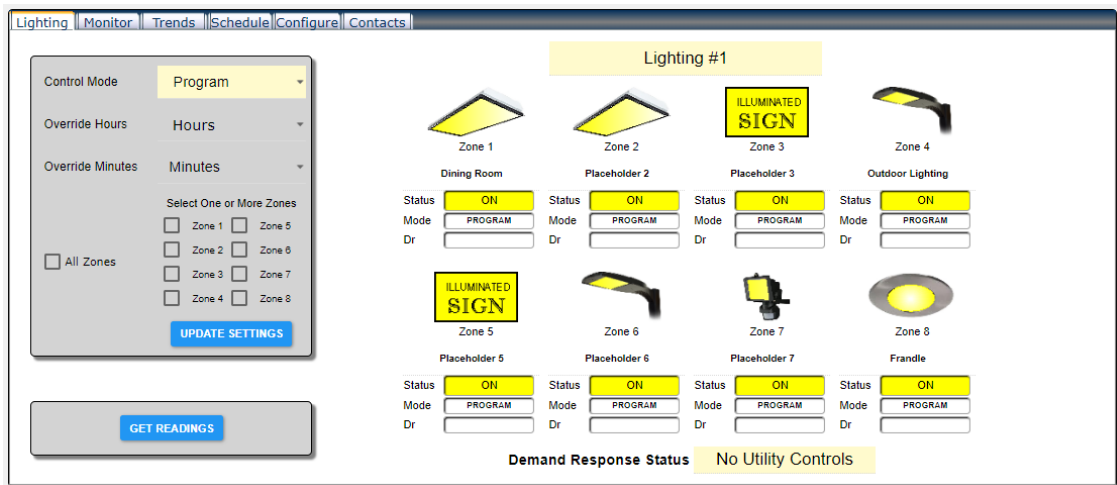 Lighting Monitor Trends Schedule Configure Contacts
Control Mode Program
Override Hours Hours
Override Minutes Minutes
Select One or More Zones
Zone 1 Zone 5
Zone 2 Zone 6
All Zones
Zone 3 Zone 7
Zone 4 Zone 8
UPDATE SETTINGS
GET READINGS
Lighting #1
ILLUMINATED
SIGN
Zone 1 Zone 2 Zone 3 Zone 4
Dining Room Placeholder 2 Placeholder 3 Outdoor Lighting
Status ON Status ON Status ON Status ON
Mode PROGRAM Mode PROGRAM Mode PROGRAM Mode PROGRAM
Dr Dr Dr Dr
ILLUMINATED
SIGN
Zone 5 Zone 6 Zone 7 Zone 8
Placeholder 5 Placeholder 6 Placeholder 7 Frandle
Status ON Status ON Status ON Status ON
Mode PROGRAM Mode PROGRAM Mode PROGRAM Mode PROGRAM
Dr Dr Dr Dr
Demand Response Status No Utility Controls